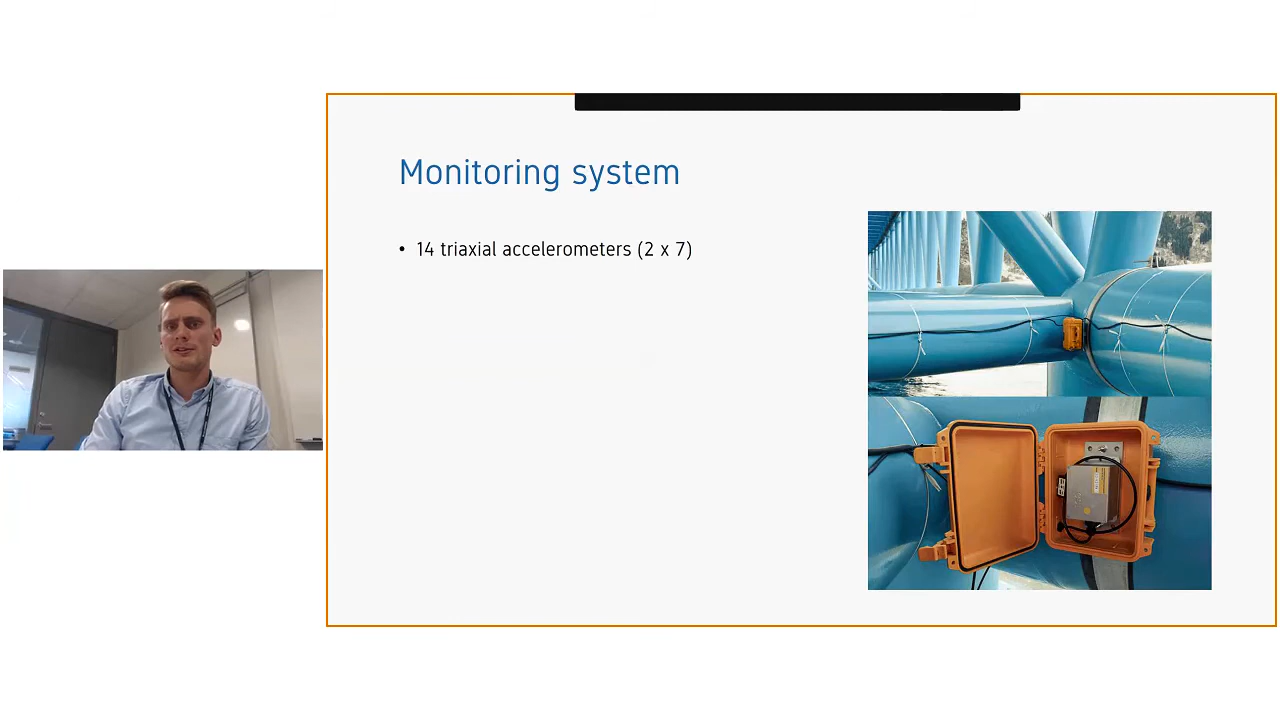 Monitoring system
• 14 triaxial accelerometers (2 x 7)